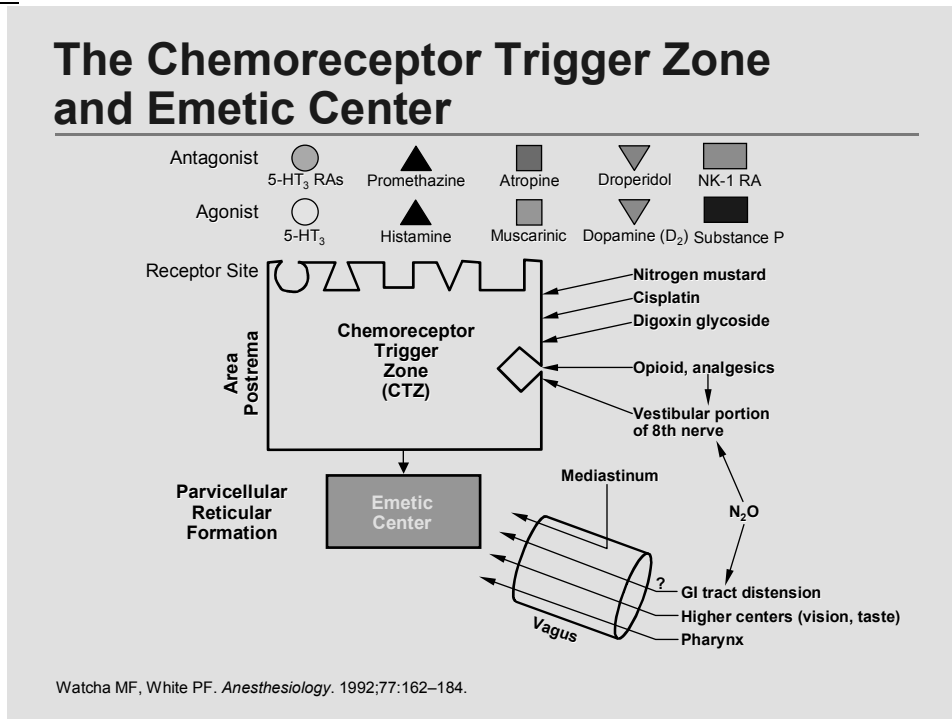 The Chemoreceptor Trigger Zone
and Emetic Center
Antagonist
5-HT₃ RAs
Promethazine
Atropine
Droperidol
NK-1 RA
Agonist
5-HT₃
Histamine
Muscarinic
Dopamine (D₂)
Substance P
Receptor Site
Nitrogen mustard
Cisplatin
Digoxin glycoside
Chemoreceptor
Trigger
Zone
(CTZ)
Area
Postrema
Opioid, analgesics
Vestibular portion
of 8th nerve
Mediastinum
Parvicellular
Reticular
Formation
Emetic
Center
N₂O
?
GI tract distension
Higher centers (vision, taste)
Pharynx
Vagus
Watcha MF, White PF. Anesthesiology. 1992;77:162–184.